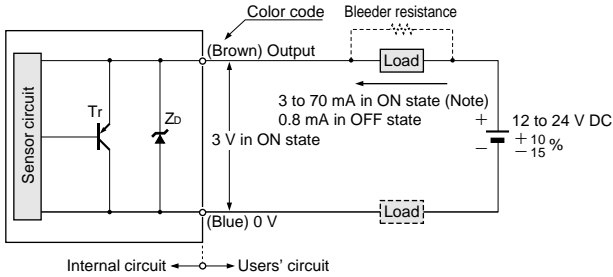 Color code
Bleeder resistance
(Brown) Output
Load
Sensor circuit
Tr
ZD
3 V in ON state
3 to 70 mA in ON state (Note)
0.8 mA in OFF state
+
−
12 to 24 V DC
+ 10
− 15 %
(Blue) 0 V
Load
Internal circuit
Users' circuit